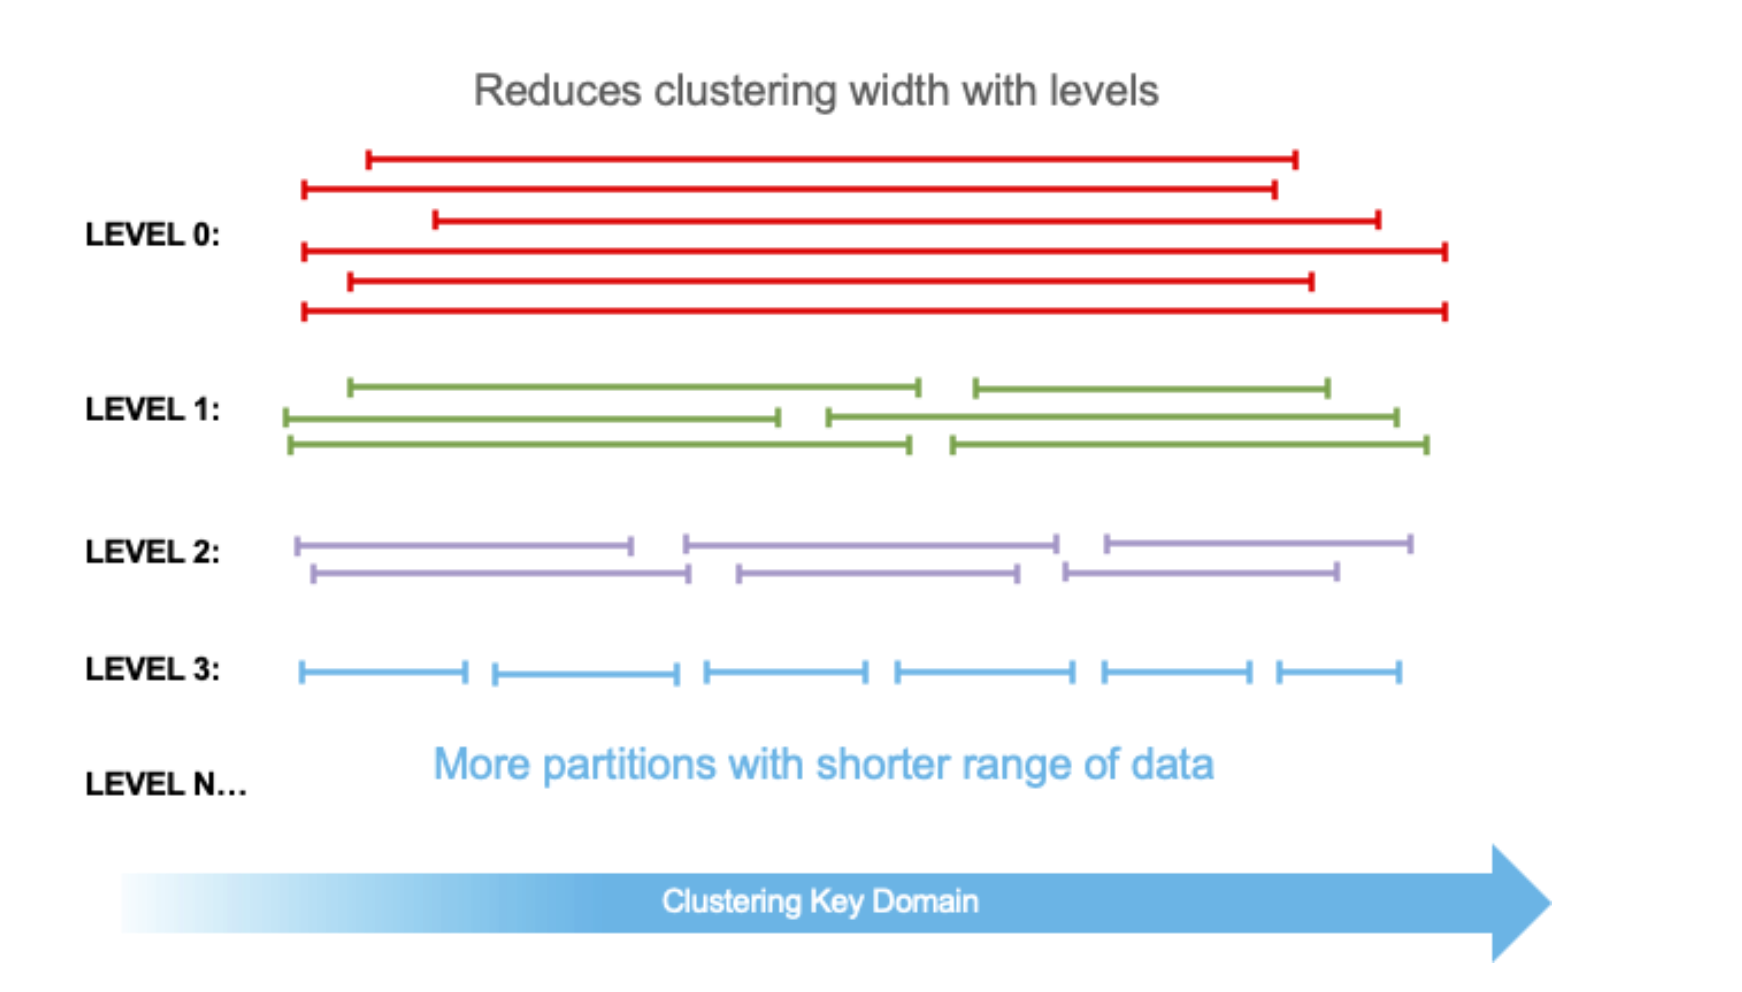 Reduces clustering width with levels
LEVEL 0:
LEVEL 1:
LEVEL 2:
LEVEL 3:
More partitions with shorter range of data
LEVEL N...
Clustering Key Domain